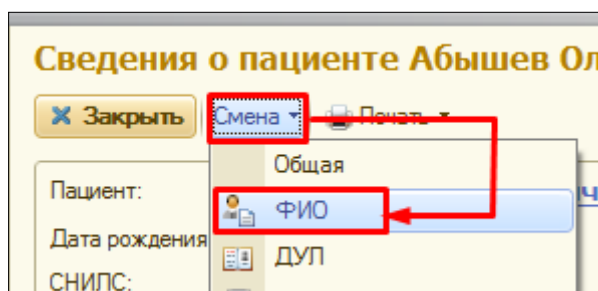 Сведения о пациенте Абышев Ол
Закрыть Смена Печать
Общая
Пациент:
ФИО
Дата рождения
ДУЛ
СНИЛС: